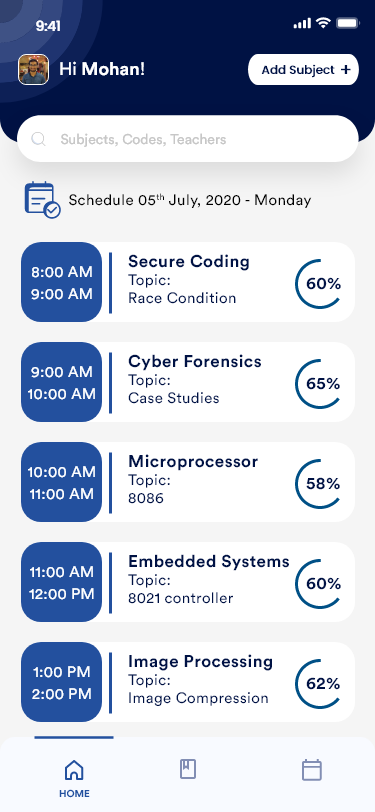 9:41
Hi Mohan!
Add Subject +
Subjects, Codes, Teachers
Schedule 05th July, 2020 - Monday
8:00 AM
9:00 AM
Secure Coding
Topic:
Race Condition
60%
9:00 AM
10:00 AM
Cyber Forensics
Topic:
Case Studies
65%
10:00 AM
11:00 AM
Microprocessor
Topic:
8086
58%
11:00 AM
12:00 PM
Embedded Systems
Topic:
8021 controller
60%
1:00 PM
2:00 PM
Image Processing
Topic:
Image Compression
62%
HOME